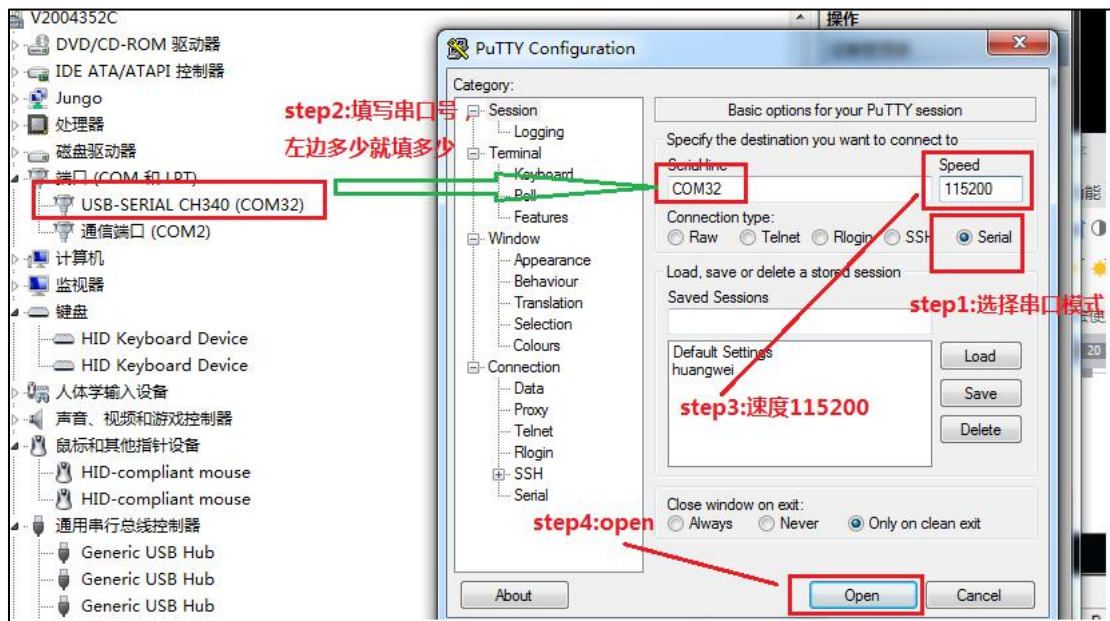 V2004352C
操作
DVD/CD-ROM 驱动器
IDE ATA/ATAPI 控制器
Jungo
处理器
磁盘驱动器
端口 (COM 和 LPT)
USB-SERIAL CH340 (COM32)
通信端口 (COM2)
计算机
监视器
键盘
HID Keyboard Device
HID Keyboard Device
人体学输入设备
声音、视频和游戏控制器
鼠标和其他指针设备
HID-compliant mouse
HID-compliant mouse
通用串行总线控制器
Generic USB Hub
Generic USB Hub
Generic USB Hub
step2:填写串口号，
左边多少就填多少
PuTTY Configuration
Category:
Session
Logging
Terminal
Keyboard
Bell
Features
Window
Appearance
Behaviour
Translation
Selection
Colours
Connection
Data
Proxy
Telnet
Rlogin
SSH
Serial
Basic options for your PuTTY session
Specify the destination you want to connect to
Serial line
Speed
COM32
115200
Connection type:
Raw Telnet Rlogin SSH Serial
Load, save or delete a stored session
step1:选择串口模式
Saved Sessions
Default Settings
huangwei
Load
Save
Delete
step3:速度115200
Close window on exit:
Always Never Only on clean exit
step4:open
About
Open
Cancel
20